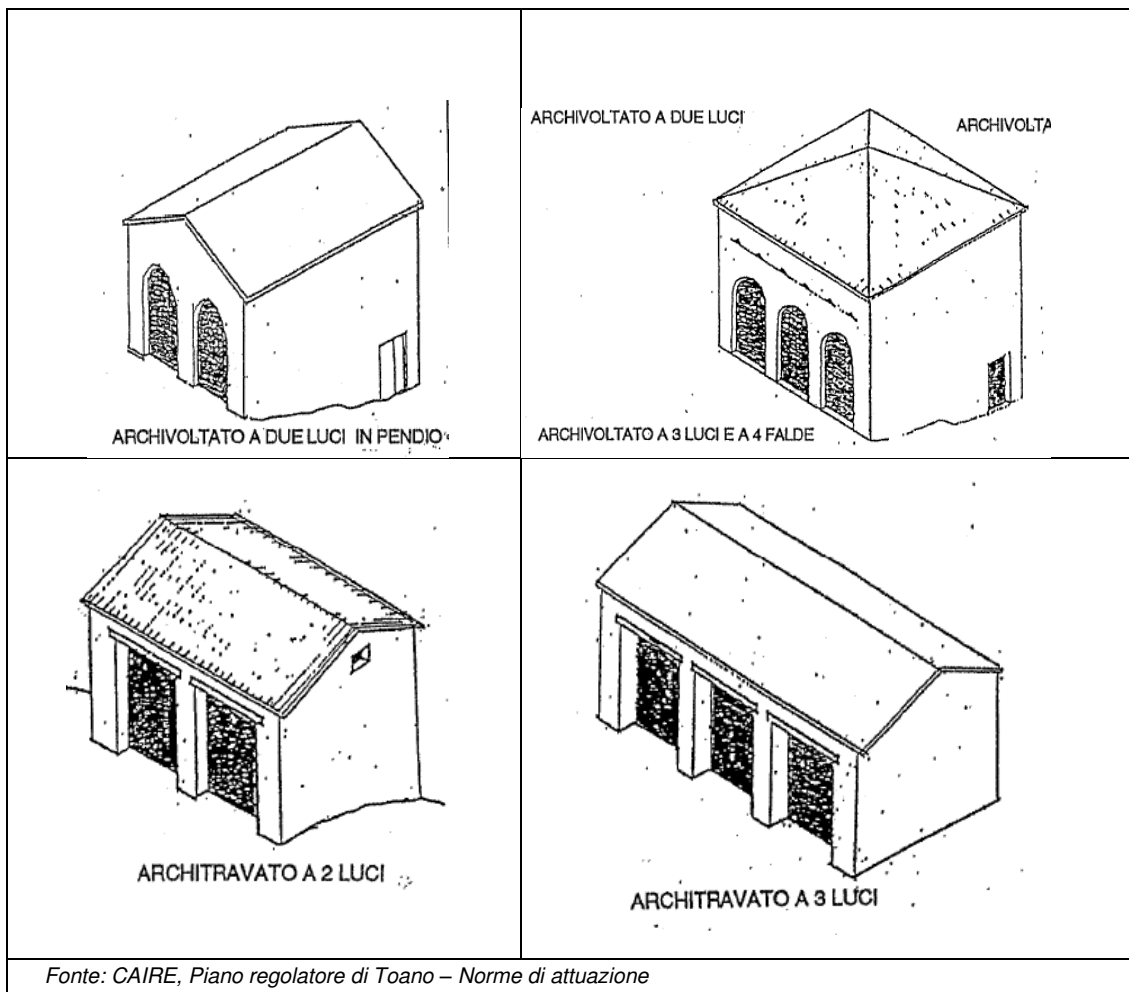 ARCHIVOLTATO A DUE LUCI IN PENDIO
ARCHIVOLTATO A DUE LUCI
ARCHIVOLTA
ARCHIVOLTATO A 3 LUCI E A 4 FALDE
ARCHITRAVATO A 2 LUCI
ARCHITRAVATO A 3 LUCI
Fonte: CAIRE, Piano regolatore di Toano – Norme di attuazione